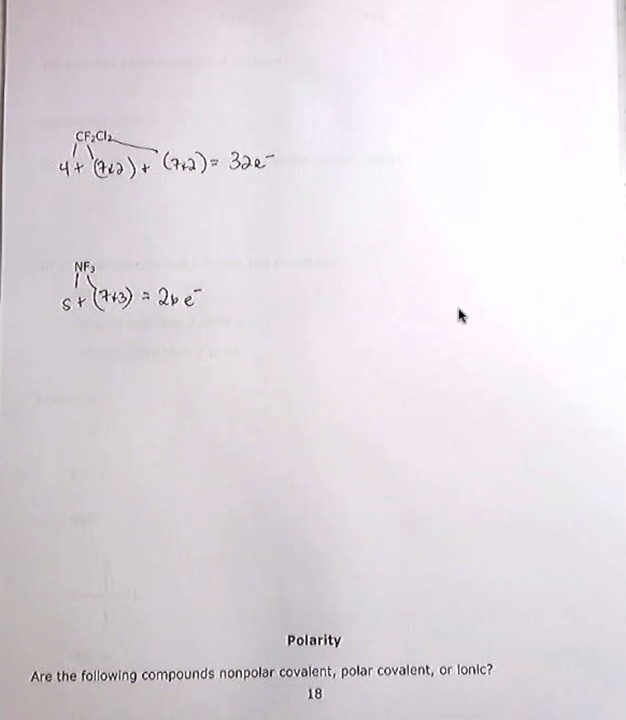 CF₂Cl₂
4 + (7×2) + (7×2) = 32e⁻
NF₃
5 + (7×3) = 26 e⁻
Polarity
Are the following compounds nonpolar covalent, polar covalent, or ionic?
18